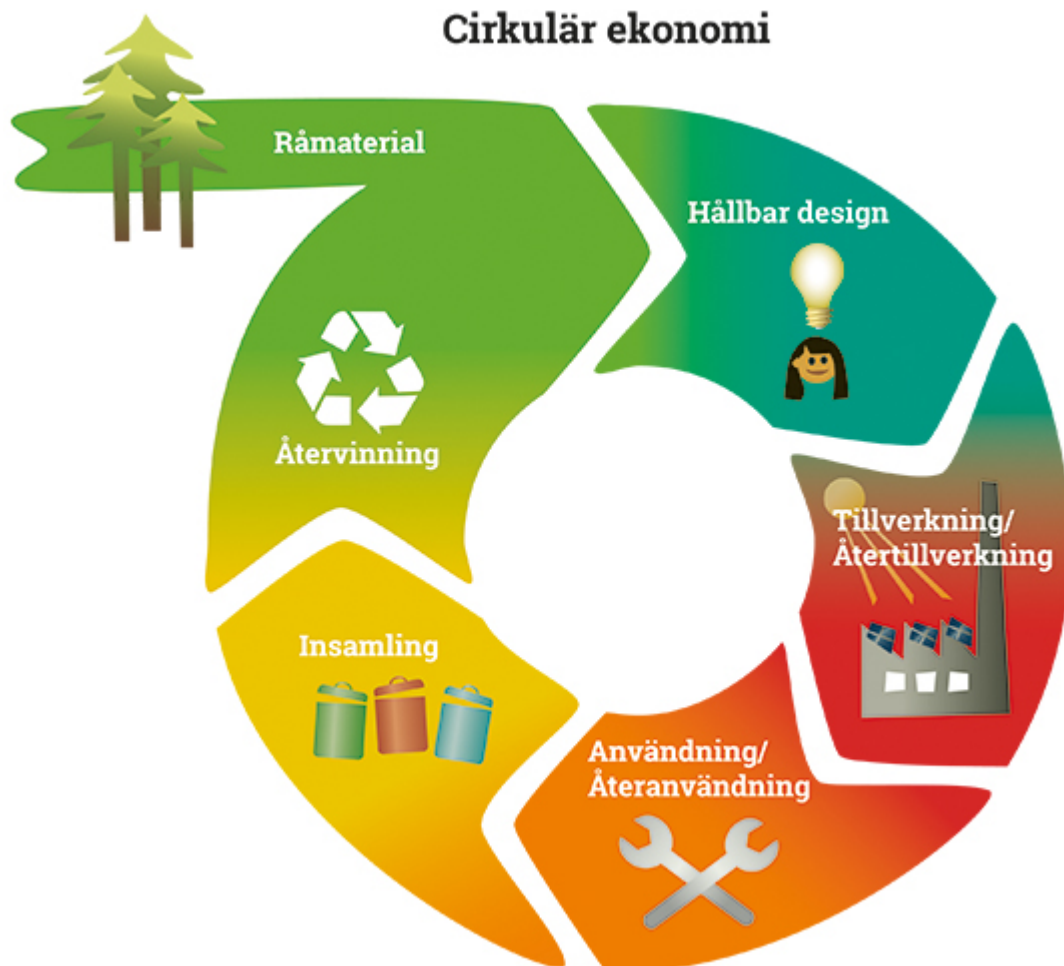 Cirkulär ekonomi
Råmaterial
Hållbar design
Tillverkning/
Återtillverkning
Användning/
Återanvändning
Insamling
Återvinning